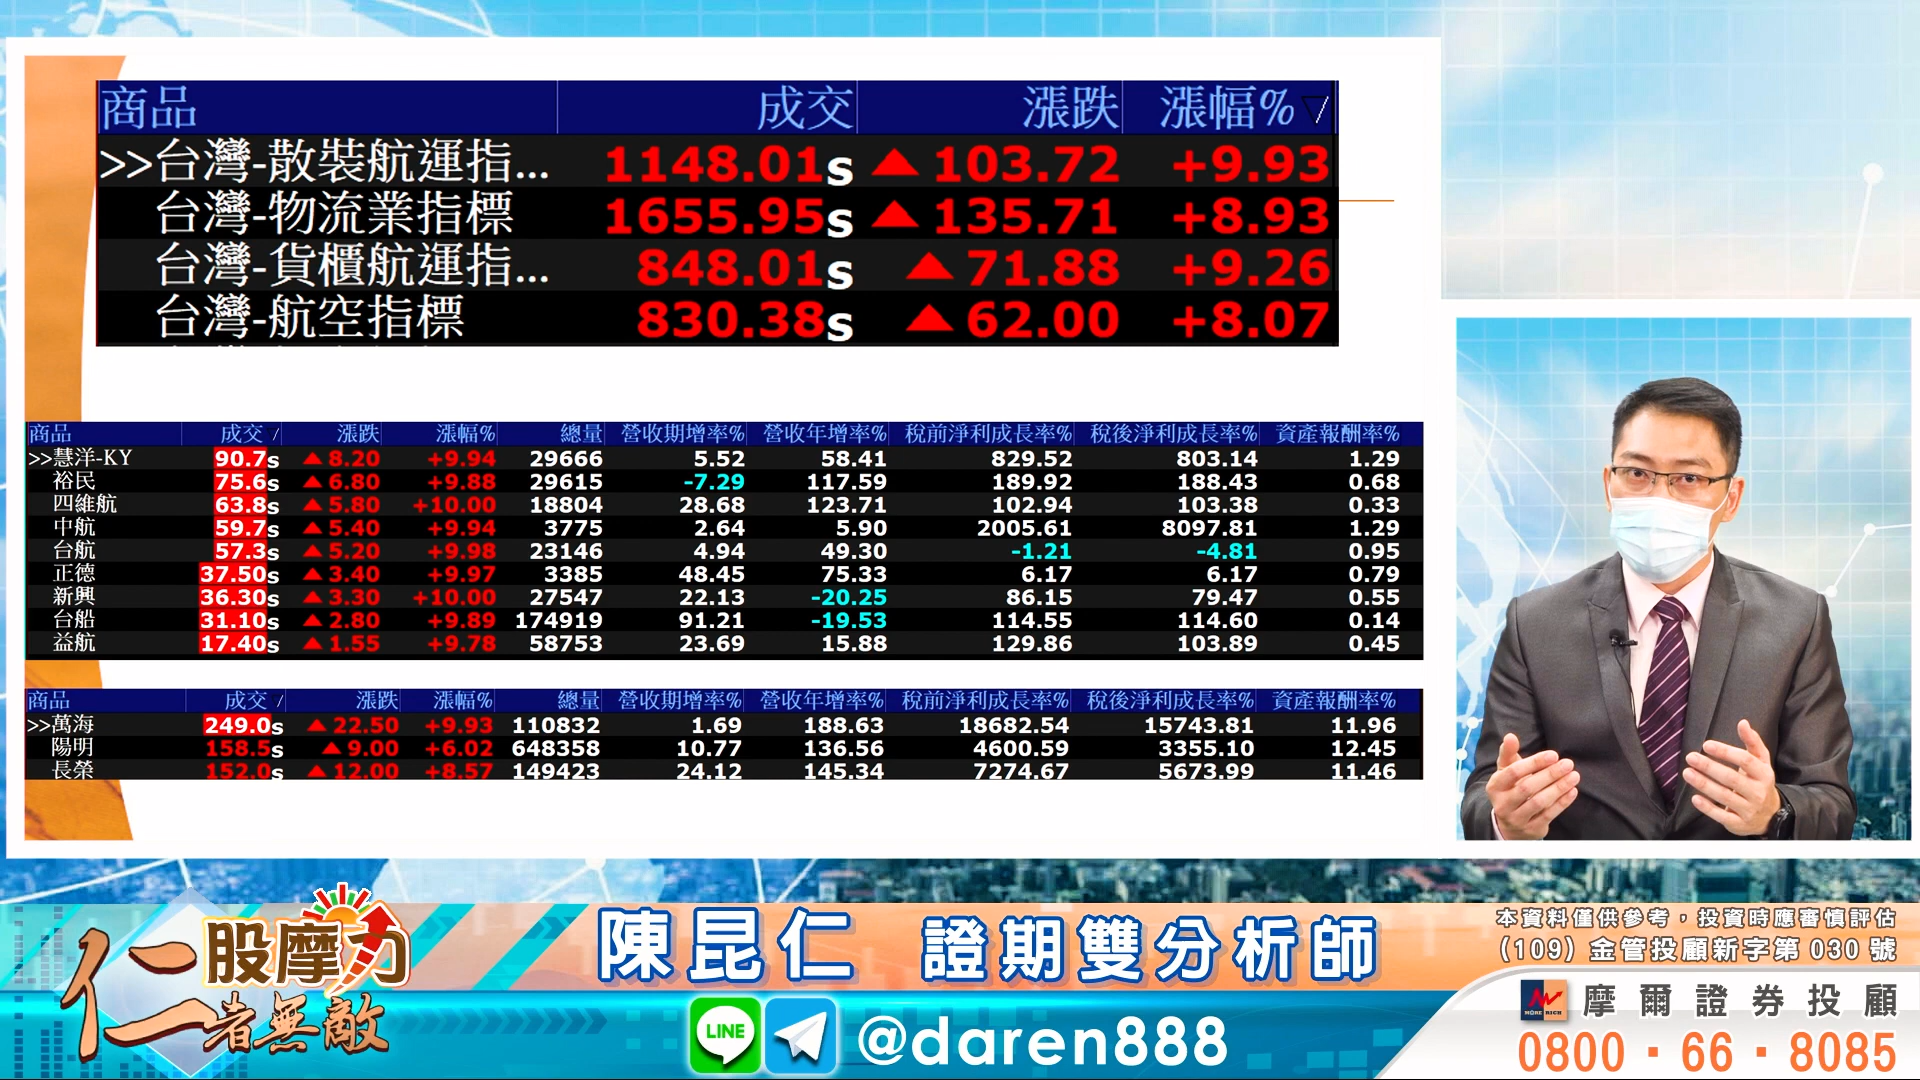 商品 成交 漲跌 漲幅%
>>台灣-散裝航運指... 1148.01s ▲103.72 +9.93
台灣-物流業指標 1655.95s ▲135.71 +8.93
台灣-貨櫃航運指... 848.01s ▲71.88 +9.26
台灣-航空指標 830.38s ▲62.00 +8.07
商品 成交 漲跌 漲幅% 總量 營收期增率% 營收年增率% 稅前淨利成長率% 稅後淨利成長率% 資產報酬率%
>>慧洋-KY 90.7s ▲8.20 +9.94 29666 5.52 58.41 829.52 803.14 1.29
裕民 75.6s ▲6.80 +9.88 29615 -7.29 117.59 189.92 188.43 0.68
四維航 63.8s ▲5.80 +10.00 18804 28.68 123.71 102.94 103.38 0.33
中航 59.7s ▲5.40 +9.94 3775 2.64 5.90 2005.61 8097.81 1.29
台航 57.3s ▲5.20 +9.98 23146 4.94 49.30 -1.21 -4.81 0.95
正德 37.50s ▲3.40 +9.97 3385 48.45 75.33 6.17 6.17 0.79
新興 36.30s ▲3.30 +10.00 27547 22.13 -20.25 86.15 79.47 0.55
台船 31.10s ▲2.80 +9.89 174919 91.21 -19.53 114.55 114.60 0.14
益航 17.40s ▲1.55 +9.78 58753 23.69 15.88 129.86 103.89 0.45
商品 成交 漲跌 漲幅% 總量 營收期增率% 營收年增率% 稅前淨利成長率% 稅後淨利成長率% 資產報酬率%
>>萬海 249.0s ▲22.50 +9.93 110832 1.69 188.63 18682.54 15743.81 11.96
陽明 158.5s ▲9.00 +6.02 648358 10.77 136.56 4600.59 3355.10 12.45
長榮 152.0s ▲12.00 +8.57 149423 24.12 145.34 7274.67 5673.99 11.46
股摩力
仁者無敵
陳昆仁 證期雙分析師
LINE @daren888
本資料僅供參考,投資時應審慎評估
(109) 金管投顧新字第 030 號
MORE RICH 摩爾證券投顧
0800·66·8085